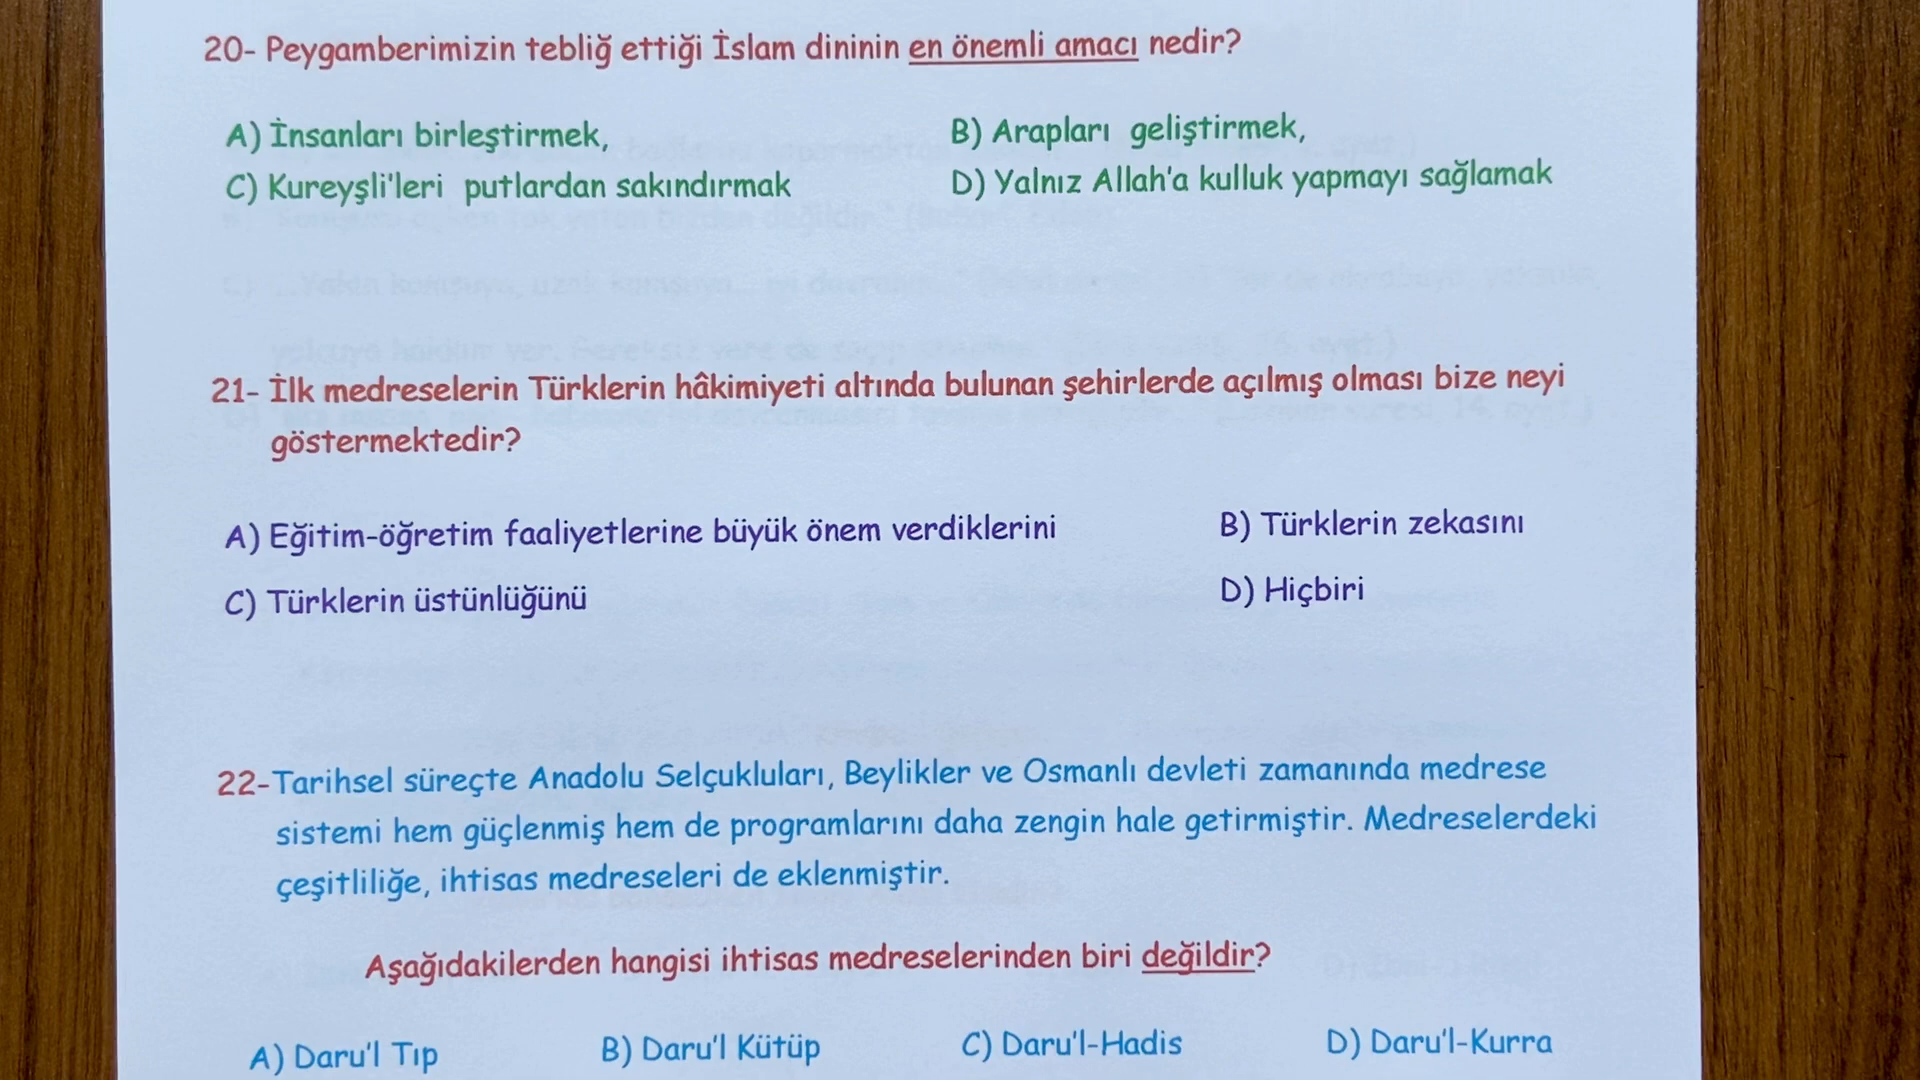 20- Peygamberimizin tebliğ ettiği İslam dininin en önemli amacı nedir?
A) İnsanları birleştirmek,
B) Arapları geliştirmek,
C) Kureyşli'leri putlardan sakındırmak
D) Yalnız Allah'a kulluk yapmayı sağlamak
21- İlk medreselerin Türklerin hâkimiyeti altında bulunan şehirlerde açılmış olması bize neyi
göstermektedir?
A) Eğitim-öğretim faaliyetlerine büyük önem verdiklerini
B) Türklerin zekasını
C) Türklerin üstünlüğünü
D) Hiçbiri
22-Tarihsel süreçte Anadolu Selçukluları, Beylikler ve Osmanlı devleti zamanında medrese
sistemi hem güçlenmiş hem de programlarını daha zengin hale getirmiştir. Medreselerdeki
çeşitliliğe, ihtisas medreseleri de eklenmiştir.
Aşağıdakilerden hangisi ihtisas medreselerinden biri değildir?
A) Daru'l Tıp
B) Daru'l Kütüp
C) Daru'l-Hadis
D) Daru'l-Kurra